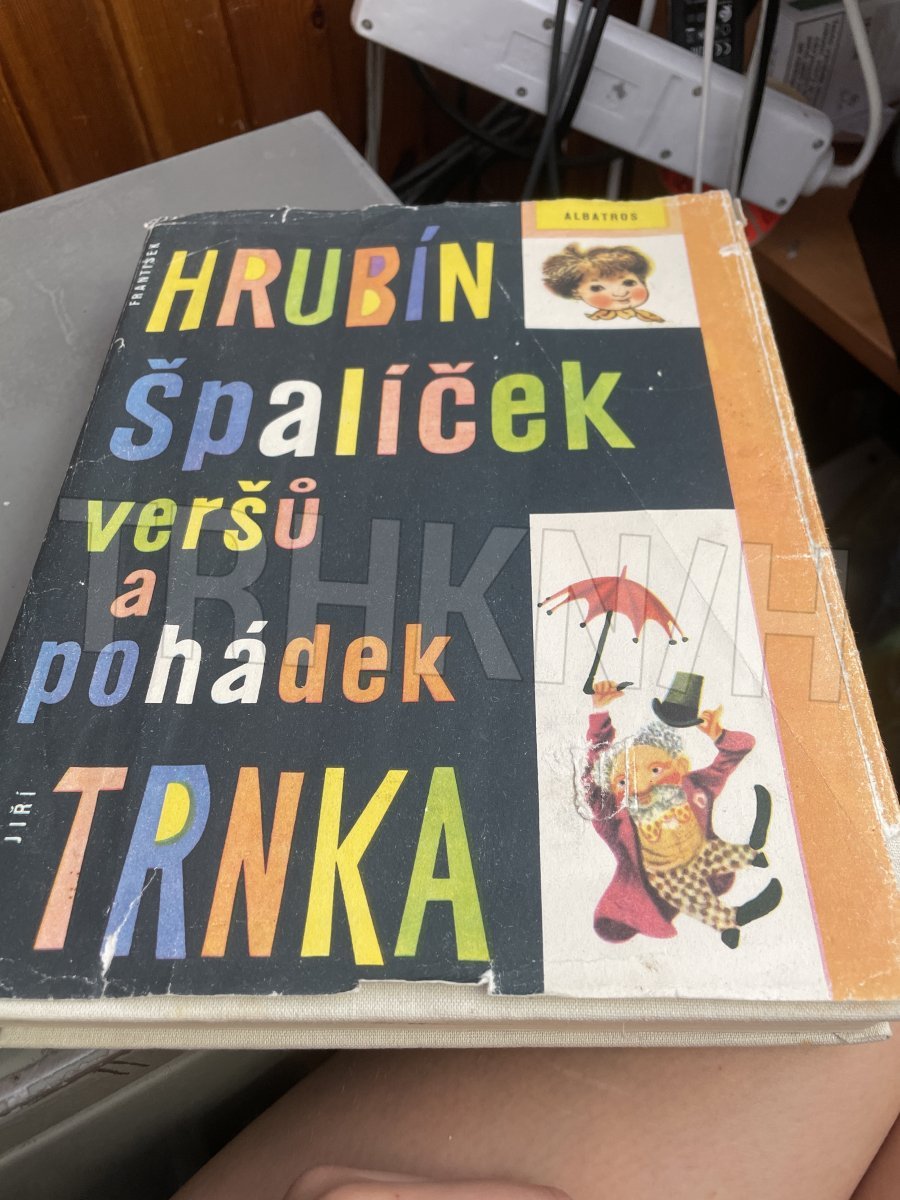 ALBATROS
FRANTIŠEK
HRUBÍN
Špalíček
veršů
a
pohádek
JIŘÍ
TRNKA